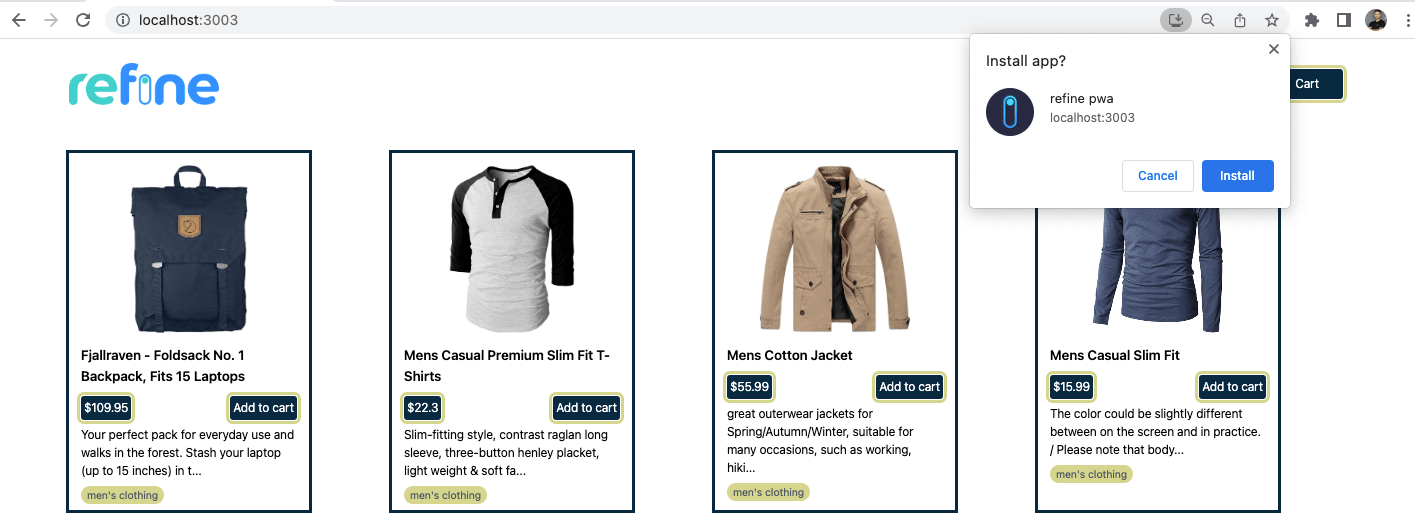 localhost:3003
Install app?
refine pwa
localhost:3003
Cancel
Install
refine
Cart
Fjallraven - Foldsack No. 1
Backpack, Fits 15 Laptops
$109.95
Add to cart
Your perfect pack for everyday use and
walks in the forest. Stash your laptop
(up to 15 inches) in t...
men's clothing
Mens Casual Premium Slim Fit T-
Shirts
$22.3
Add to cart
Slim-fitting style, contrast raglan long
sleeve, three-button henley placket,
light weight & soft fa...
men's clothing
Mens Cotton Jacket
$55.99
Add to cart
great outerwear jackets for
Spring/Autumn/Winter, suitable for
many occasions, such as working,
hiki...
men's clothing
Mens Casual Slim Fit
$15.99
Add to cart
The color could be slightly different
between on the screen and in practice.
/ Please note that body...
men's clothing